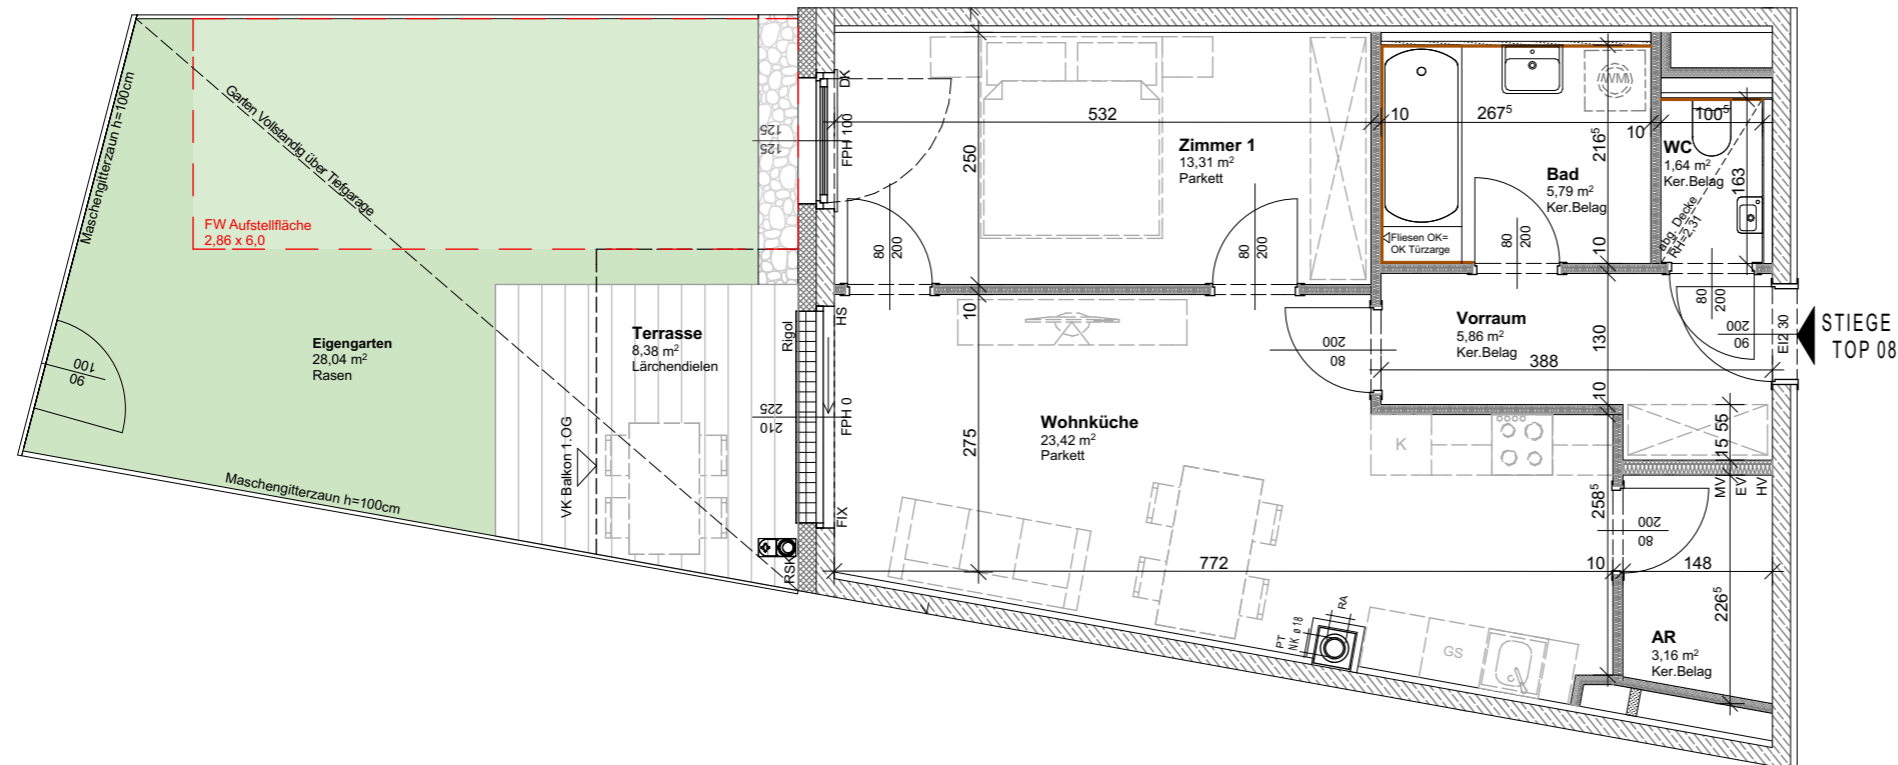 Maschengitterzaun h=100cm
Garten Vollstandig über Tiefgarage
FW Aufstellfläche
2,86 x 6,0
Eigengarten
28,04 m²
Rasen
100
90
Maschengitterzaun h=100cm
Terrasse
8,38 m²
Lärchendielen
VK Balkon 1.OG
Rigol
RSK
125
125
DK
FPH 100
HS
225
210
FPH 0
FIX
532
250
Zimmer 1
13,31 m²
Parkett
80
200
80
200
10
Wohnküche
23,42 m²
Parkett
275
772
200
80
K
GS
PT
NK ø18
RA
258⁵
10
10
267⁵
10
216⁵
Bad
5,79 m²
Ker.Belag
WM
Fliesen OK=
OK Türzarge
80
200
10
100⁵
WC
1,64 m²
Ker.Belag
163
abg. Decke
RH=2,31
80
200
Vorraum
5,86 m²
Ker.Belag
130
388
10
200
90
EI2 30
STIEGE
TOP 08
55
15
MV
EV
HV
200
80
148
226⁵
AR
3,16 m²
Ker.Belag